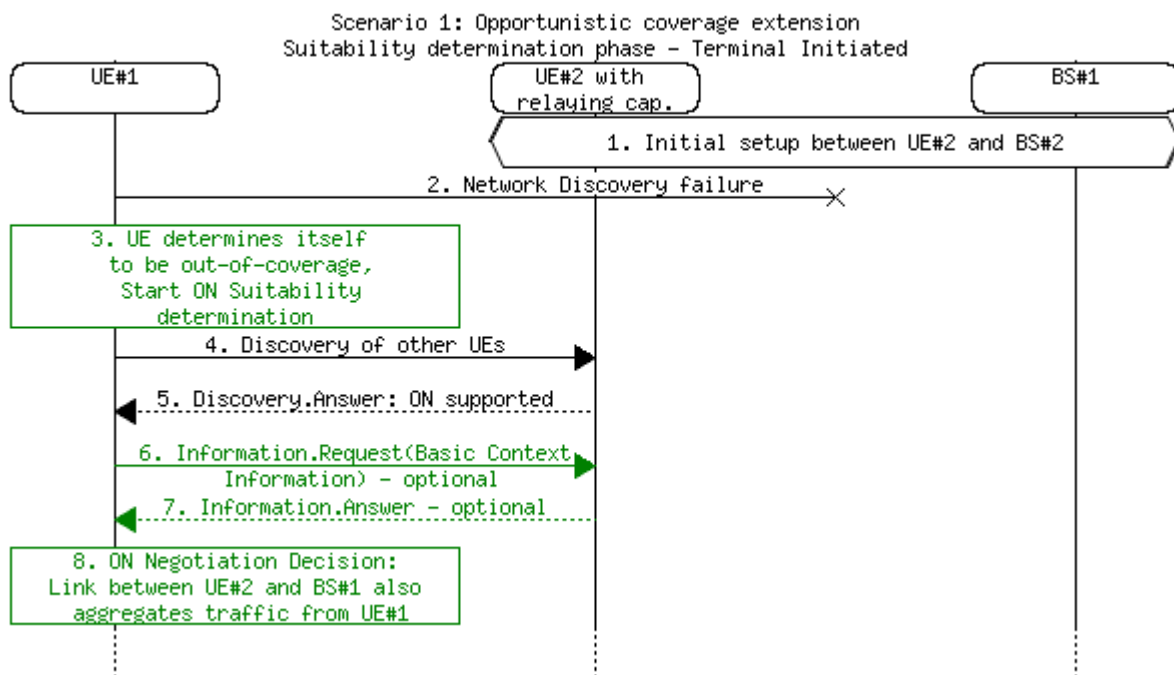 Scenario 1: Opportunistic coverage extension
Suitability determination phase - Terminal Initiated
UE#1
UE#2 with
relaying cap.
BS#1
1. Initial setup between UE#2 and BS#2
2. Network Discovery failure
3. UE determines itself
to be out-of-coverage,
Start ON Suitability
determination
4. Discovery of other UEs
5. Discovery.Answer: ON supported
6. Information.Request(Basic Context
Information) - optional
7. Information.Answer - optional
8. ON Negotiation Decision:
Link between UE#2 and BS#1 also
aggregates traffic from UE#1